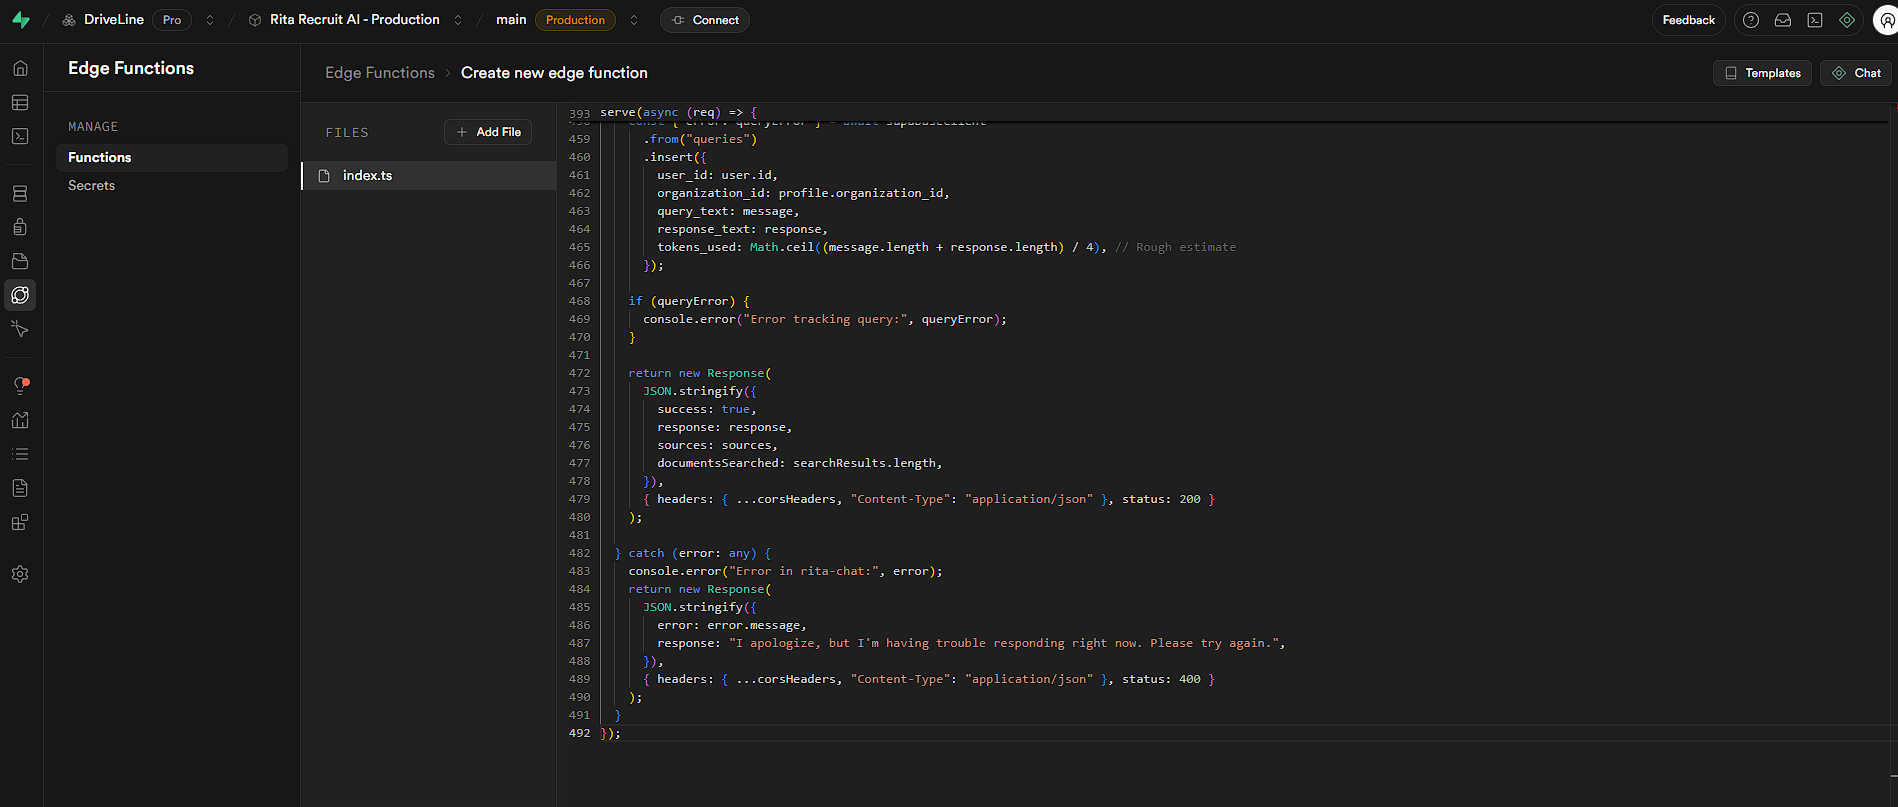 DriveLine Pro / Rita Recruit AI - Production / main Production Connect Feedback
Edge Functions
Edge Functions > Create new edge function
Templates Chat
MANAGE
Functions
Secrets
FILES
Add File
index.ts
393 serve(async (req) => {
458 const { error: queryError } = await supabaseClient
459 .from("queries")
460 .insert({
461 user_id: user.id,
462 organization_id: profile.organization_id,
463 query_text: message,
464 response_text: response,
465 tokens_used: Math.ceil((message.length + response.length) / 4), // Rough estimate
466 });
467
468 if (queryError) {
469 console.error("Error tracking query:", queryError);
470 }
471
472 return new Response(
473 JSON.stringify({
474 success: true,
475 response: response,
476 sources: sources,
477 documentsSearched: searchResults.length,
478 }),
479 { headers: { ...corsHeaders, "Content-Type": "application/json" }, status: 200 }
480 );
481
482 } catch (error: any) {
483 console.error("Error in rita-chat:", error);
484 return new Response(
485 JSON.stringify({
486 error: error.message,
487 response: "I apologize, but I'm having trouble responding right now. Please try again.",
488 }),
489 { headers: { ...corsHeaders, "Content-Type": "application/json" }, status: 400 }
490 );
491 }
492 });